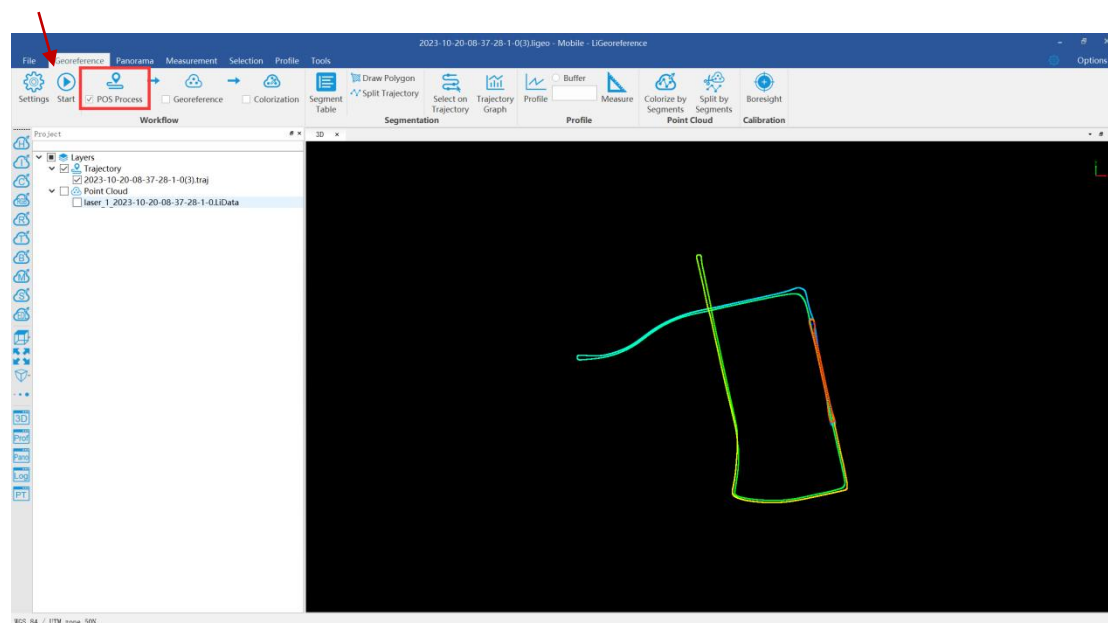 2023-10-20-08-37-28-1-0(3).ligeo - Mobile - LiGeoreference
File Georeference Panorama Measurement Selection Profile Tools Options
Settings Start POS Process Georeference Colorization
Workflow
Segment Table
Draw Polygon
Split Trajectory
Select on Trajectory
Trajectory Graph
Segmentation
Profile
Buffer
Measure
Profile
Colorize by Segments
Split by Segments
Point Cloud
Boresight
Calibration
Project
3D
Layers
Trajectory
2023-10-20-08-37-28-1-0(3).traj
Point Cloud
laser_1_2023-10-20-08-37-28-1-0.LiData
H
I
C
R
T
G
M
S
3D
Prof
Pano
Log
PT
WGS 84 / UTM zone 50N